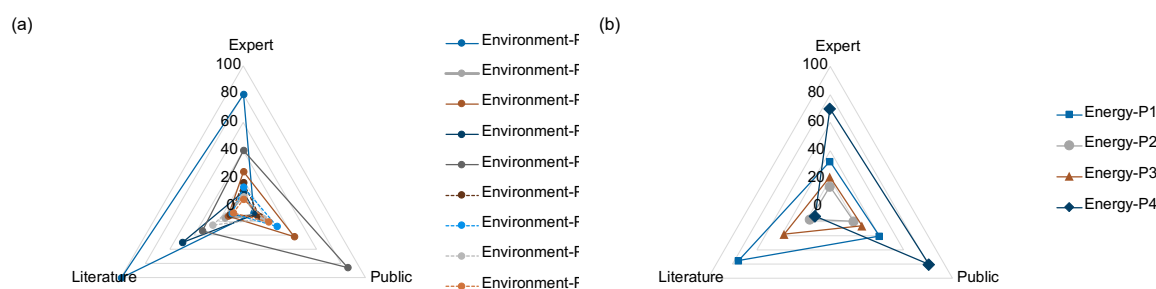 (a)
Expert
100
80
60
40
20
0
Literature
Public
Environment-P
Environment-P
Environment-P
Environment-P
Environment-P
Environment-P
Environment-P
Environment-P
Environment-P
(b)
Expert
100
80
60
40
20
0
Literature
Public
Energy-P1
Energy-P2
Energy-P3
Energy-P4